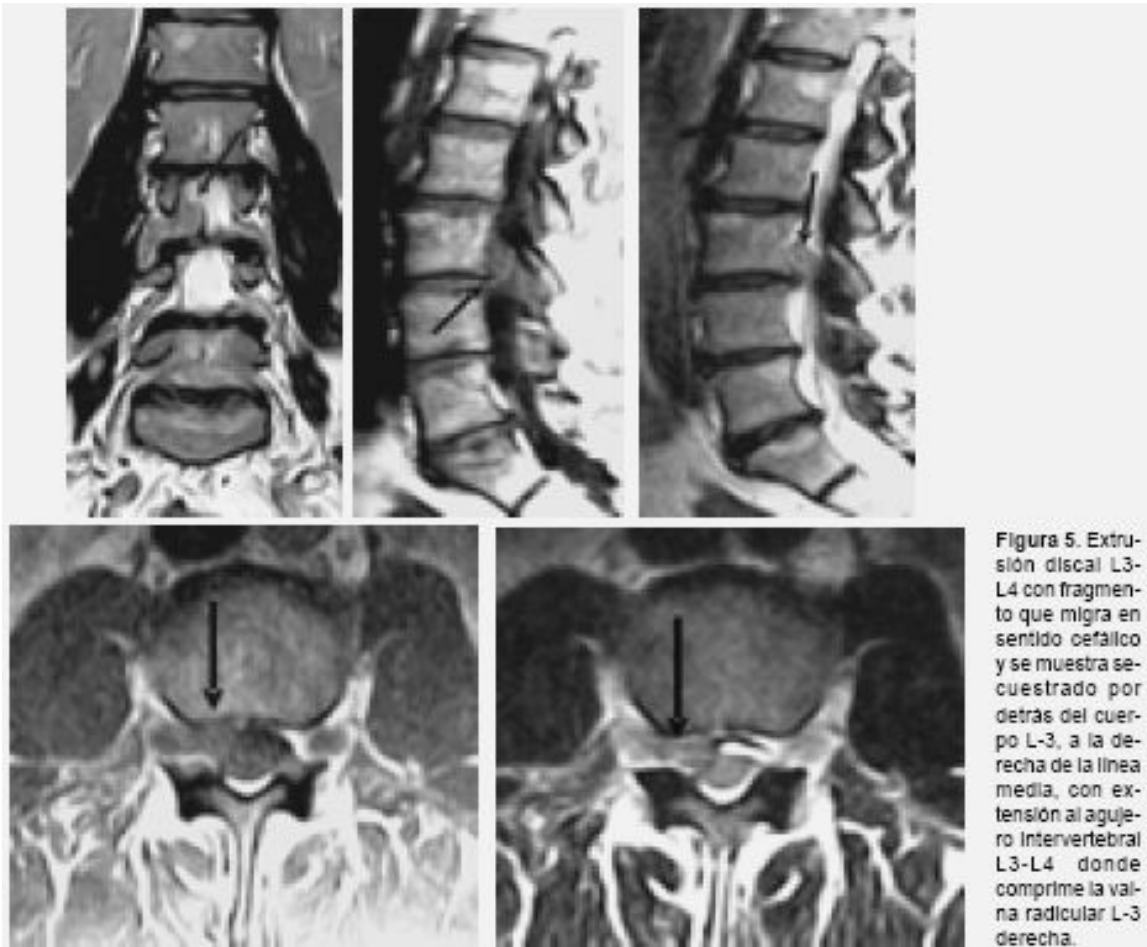 Figura 5. Extru-
sión discal L3-
L4 con fragmen-
to que migra en
sentido cefálico
y se muestra se-
cuestrado por
detrás del cuer-
po L-3, a la de-
recha de la línea
media, con ex-
tensión al aguje-
ro intervertebral
L3-L4 donde
comprime la vai-
na radicular L-3
derecha.